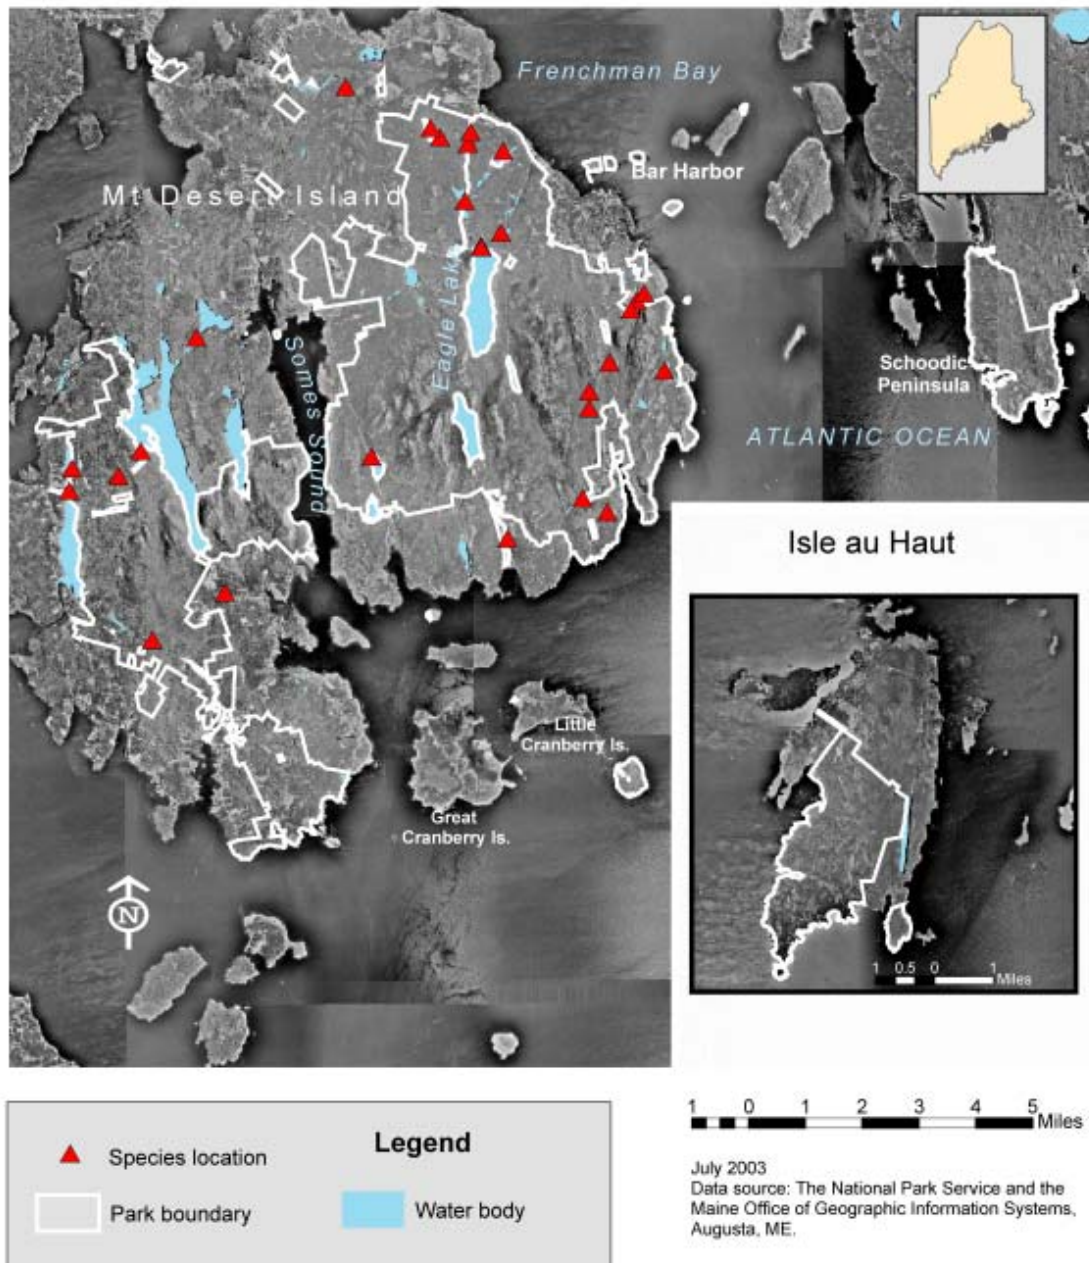 Frenchman Bay
Bar Harbor
Mt Desert Island
Eagle Lake
Somes Sound
Schoodic
Peninsula
ATLANTIC OCEAN
Isle au Haut
Little
Cranberry Is.
Great
Cranberry Is.
N
1 0.5 0 1
Miles
Legend
Species location
Park boundary
Water body
1 0 1 2 3 4 5
Miles
July 2003
Data source: The National Park Service and the
Maine Office of Geographic Information Systems,
Augusta, ME.